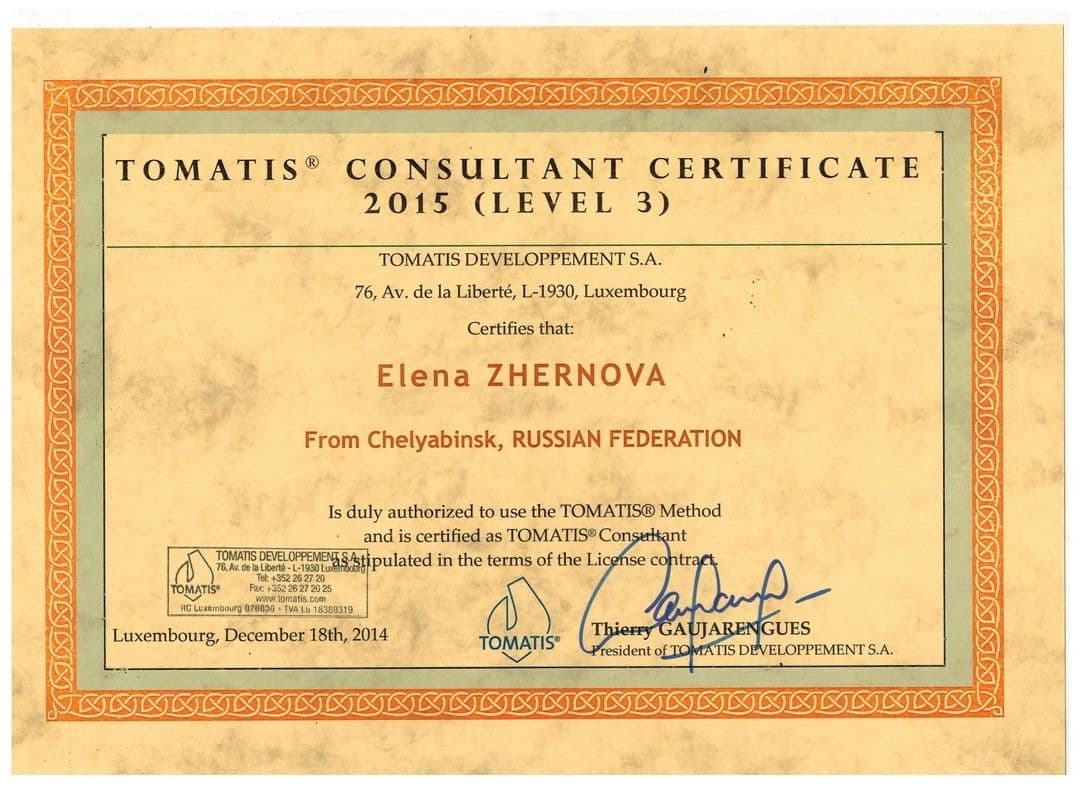 TOMATIS® CONSULTANT CERTIFICATE
2015 (LEVEL 3)
TOMATIS DEVELOPPEMENT S.A.
76, Av. de la Liberté, L-1930, Luxembourg
Certifies that:
Elena ZHERNOVA
From Chelyabinsk, RUSSIAN FEDERATION
Is duly authorized to use the TOMATIS® Method
and is certified as TOMATIS® Consultant
as stipulated in the terms of the License contract.
TOMATIS DEVELOPPEMENT S.A.
76, Av. de la Liberté - L-1930 Luxembourg
Tel: +352 26 27 20
Fax: +352 26 27 20 25
www.tomatis.com
RC Luxembourg - TVA Lu 18389319
TOMATIS®
Luxembourg, December 18th, 2014
TOMATIS®
Thierry GAUJARENGUES
President of TOMATIS DEVELOPPEMENT S.A.